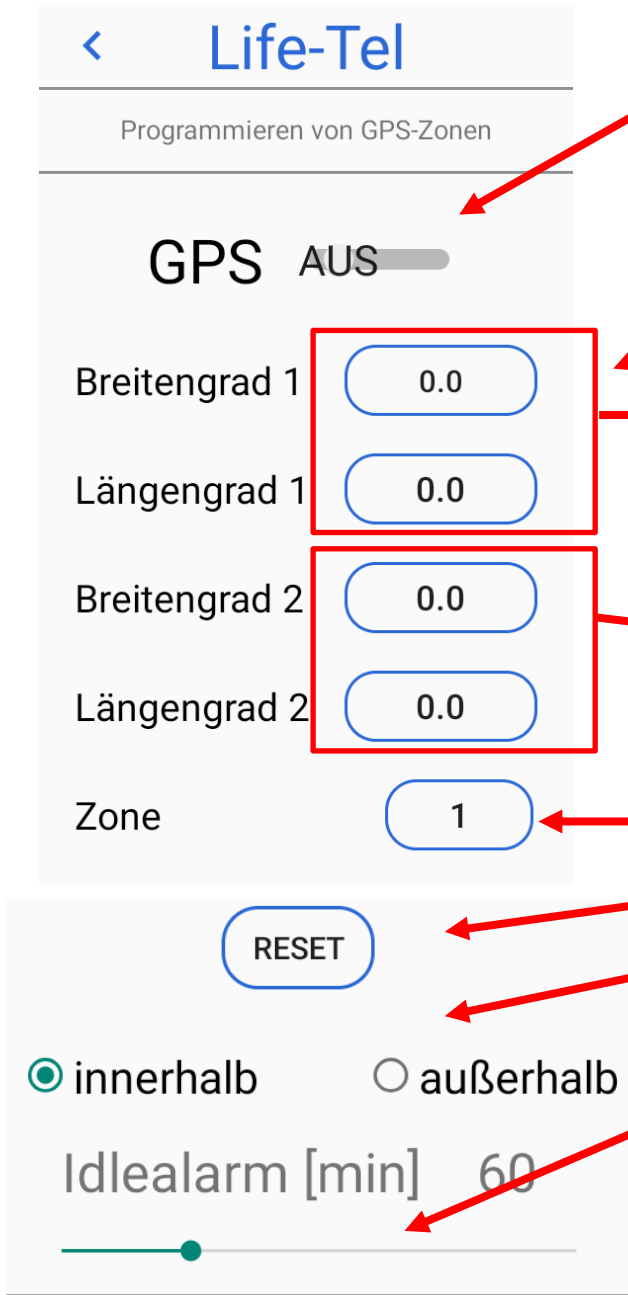 Life-Tel
Programmieren von GPS-Zonen
GPS AUS
Breitengrad 1 0.0
Längengrad 1 0.0
Breitengrad 2 0.0
Längengrad 2 0.0
Zone 1
RESET
innerhalb außerhalb
Idlealarm [min] 60